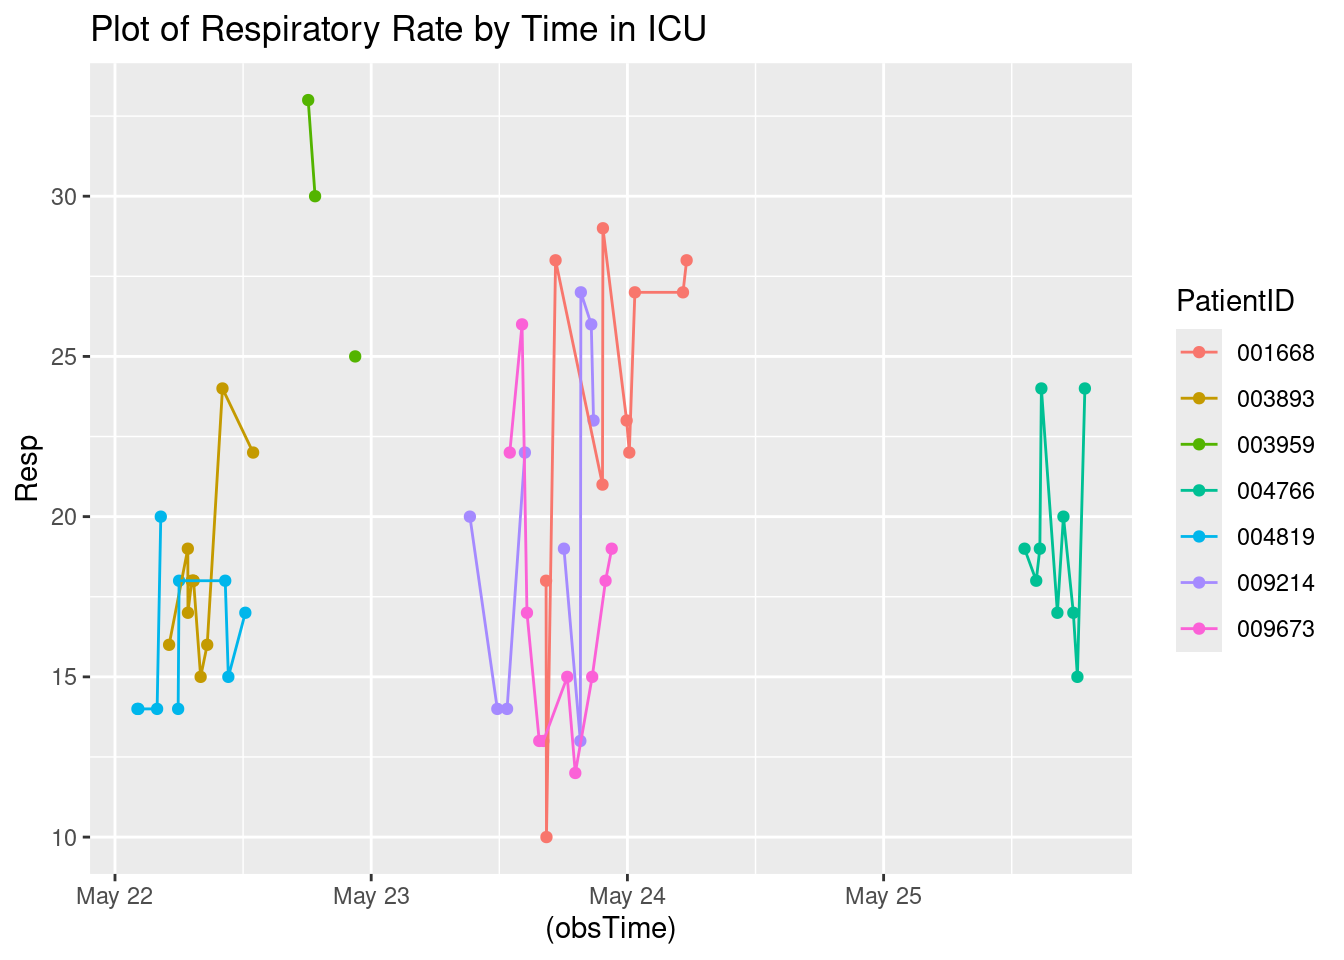 Plot of Respiratory Rate by Time in ICU
Resp
30
25
20
15
10
May 22
May 23
May 24
May 25
(obsTime)
PatientID
001668
003893
003959
004766
004819
009214
009673